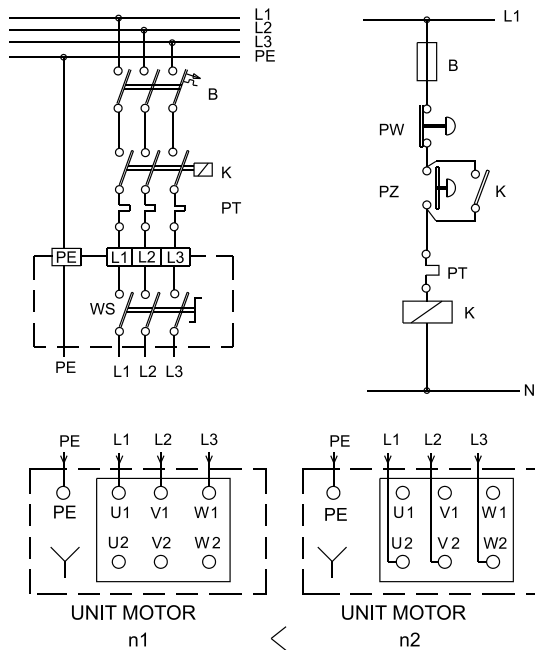 L1
L2
L3
PE
B
K
PT
PE L1 L2 L3
WS
PE L1 L2 L3
L1
B
PW
PZ K
PT
K
N
PE L1 L2 L3
PE U1 V1 W1
U2 V2 W2
UNIT MOTOR
n1
<
PE L1 L2 L3
PE U1 V1 W1
U2 V2 W2
UNIT MOTOR
n2